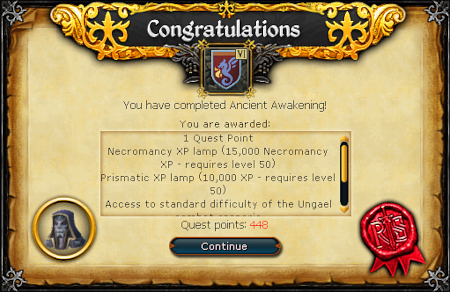 Congratulations
VI
You have completed Ancient Awakening!
You are awarded:
1 Quest Point
Necromancy XP lamp (15,000 Necromancy
XP - requires level 50)
Prismatic XP lamp (10,000 XP - requires level
50)
Access to standard difficulty of the Ungael
Quest points: 448
Continue